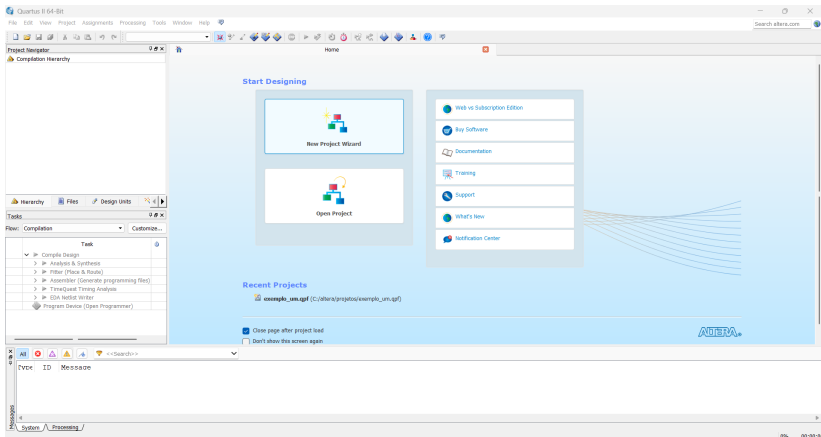 Quartus II 64-Bit
File Edit View Project Assignments Processing Tools Window Help
Search altera.com
Project Navigator
Home
Compilation Hierarchy
Start Designing
New Project Wizard
Open Project
Web vs Subscription Edition
Buy Software
Documentation
Training
Support
What's New
Notification Center
Hierarchy Files Design Units
Tasks
Flow: Compilation Customize...
Task
Compile Design
Analysis & Synthesis
Fitter (Place & Route)
Assembler (Generate programming files)
TimeQuest Timing Analysis
EDA Netlist Writer
Program Device (Open Programmer)
Recent Projects
exemplo_um.qpf (C:/altera/projetos/exemplo_um.qpf)
Close page after project load
Don't show this screen again
ALTERA
All <<Search>>
Type ID Message
Messages
System Processing
0%